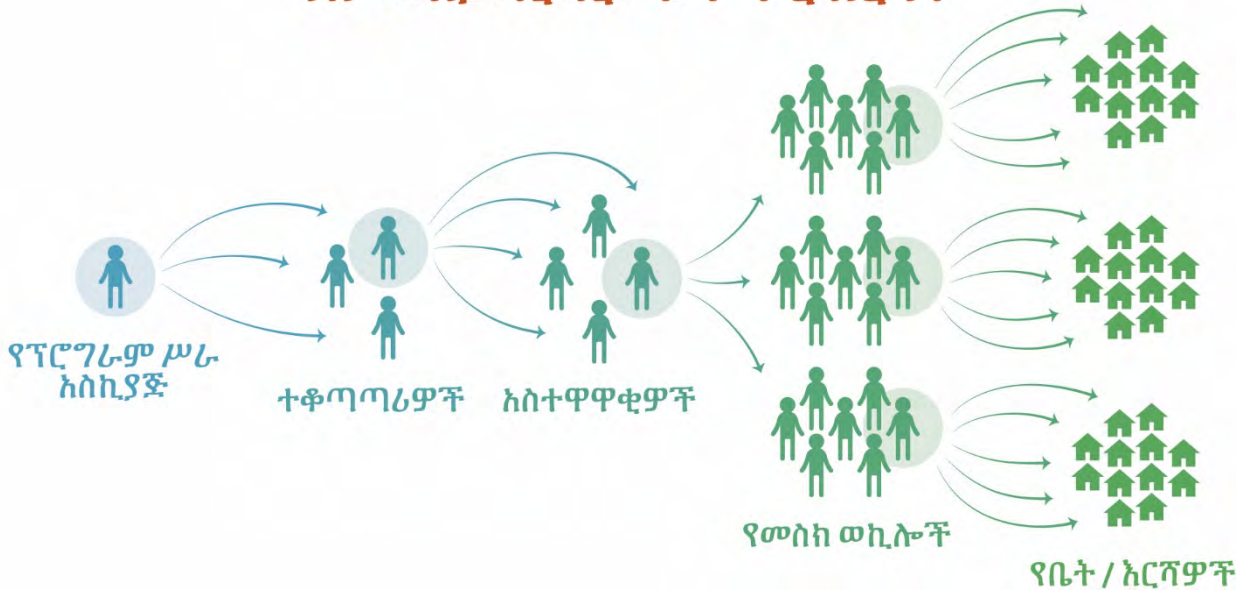 የፕሮግራም ሥራ
አስኪያጅ
ተቆጣጣሪዎች
አስተዋዋቂዎች
የመስክ ወኪሎች
የቤት / እርሻዎች